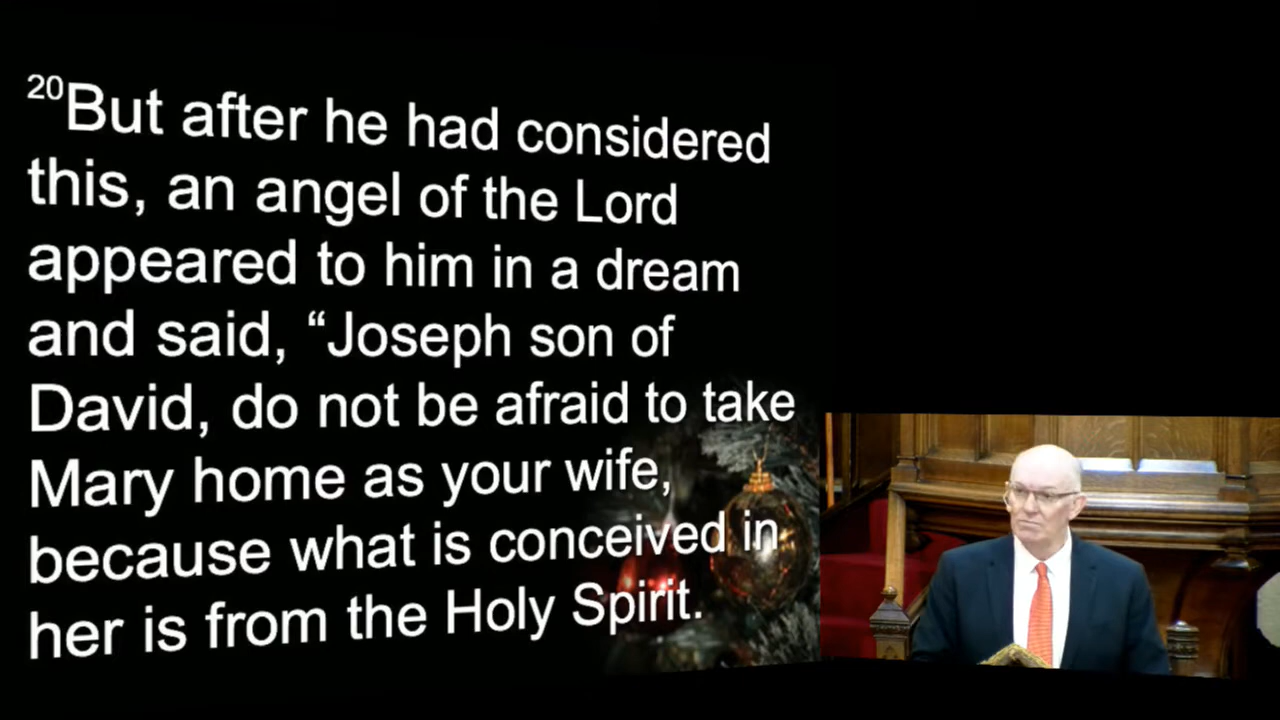 20But after he had considered
this, an angel of the Lord
appeared to him in a dream
and said, “Joseph son of
David, do not be afraid to take
Mary home as your wife,
because what is conceived in
her is from the Holy Spirit.